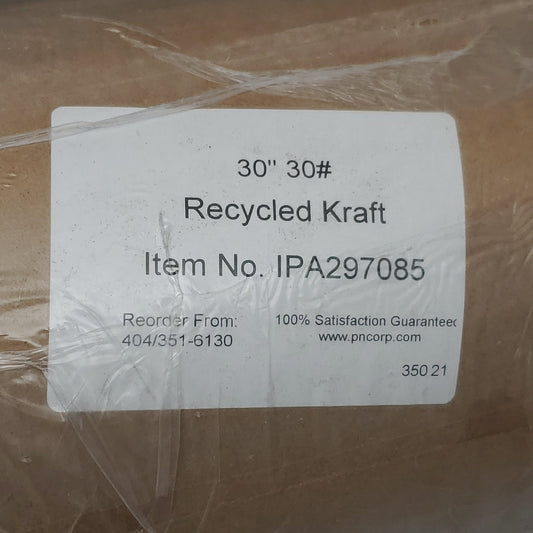 30" 30#
Recycled Kraft
Item No. IPA297085
Reorder From:
404/351-6130
100% Satisfaction Guaranteed
www.pncorp.com
350 21